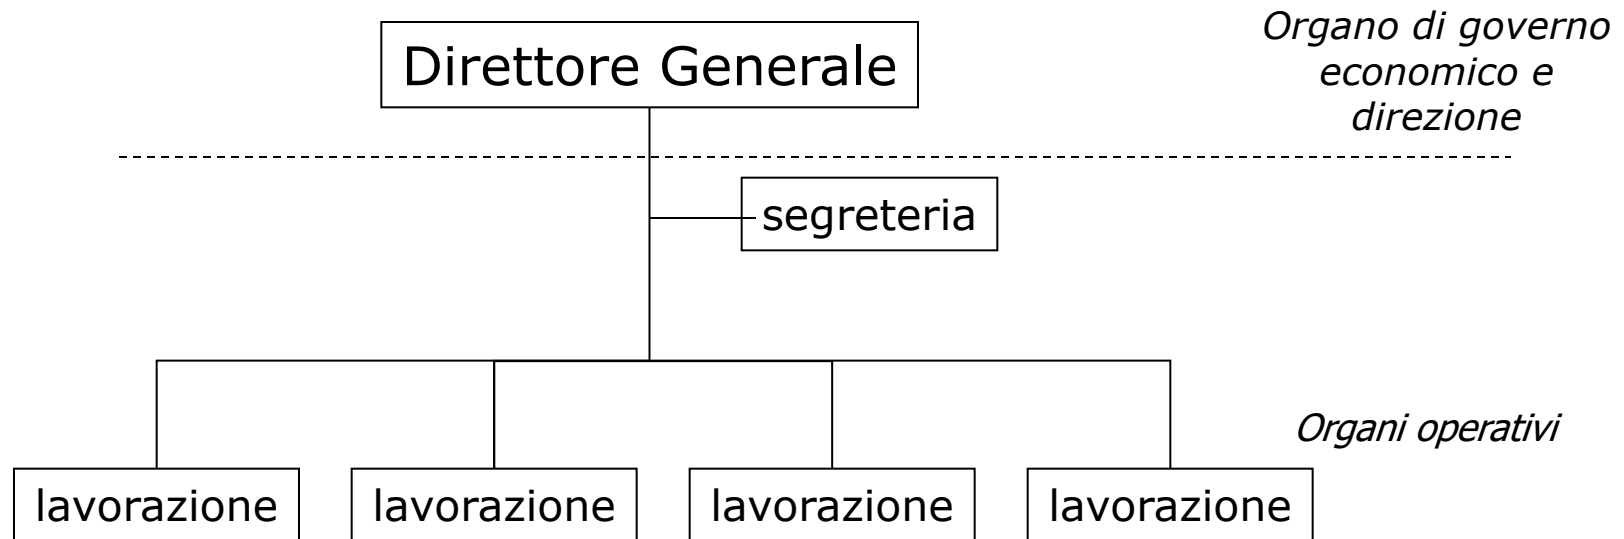 Organo di governo
economico e
direzione
Direttore Generale
segreteria
Organi operativi
lavorazione
lavorazione
lavorazione
lavorazione